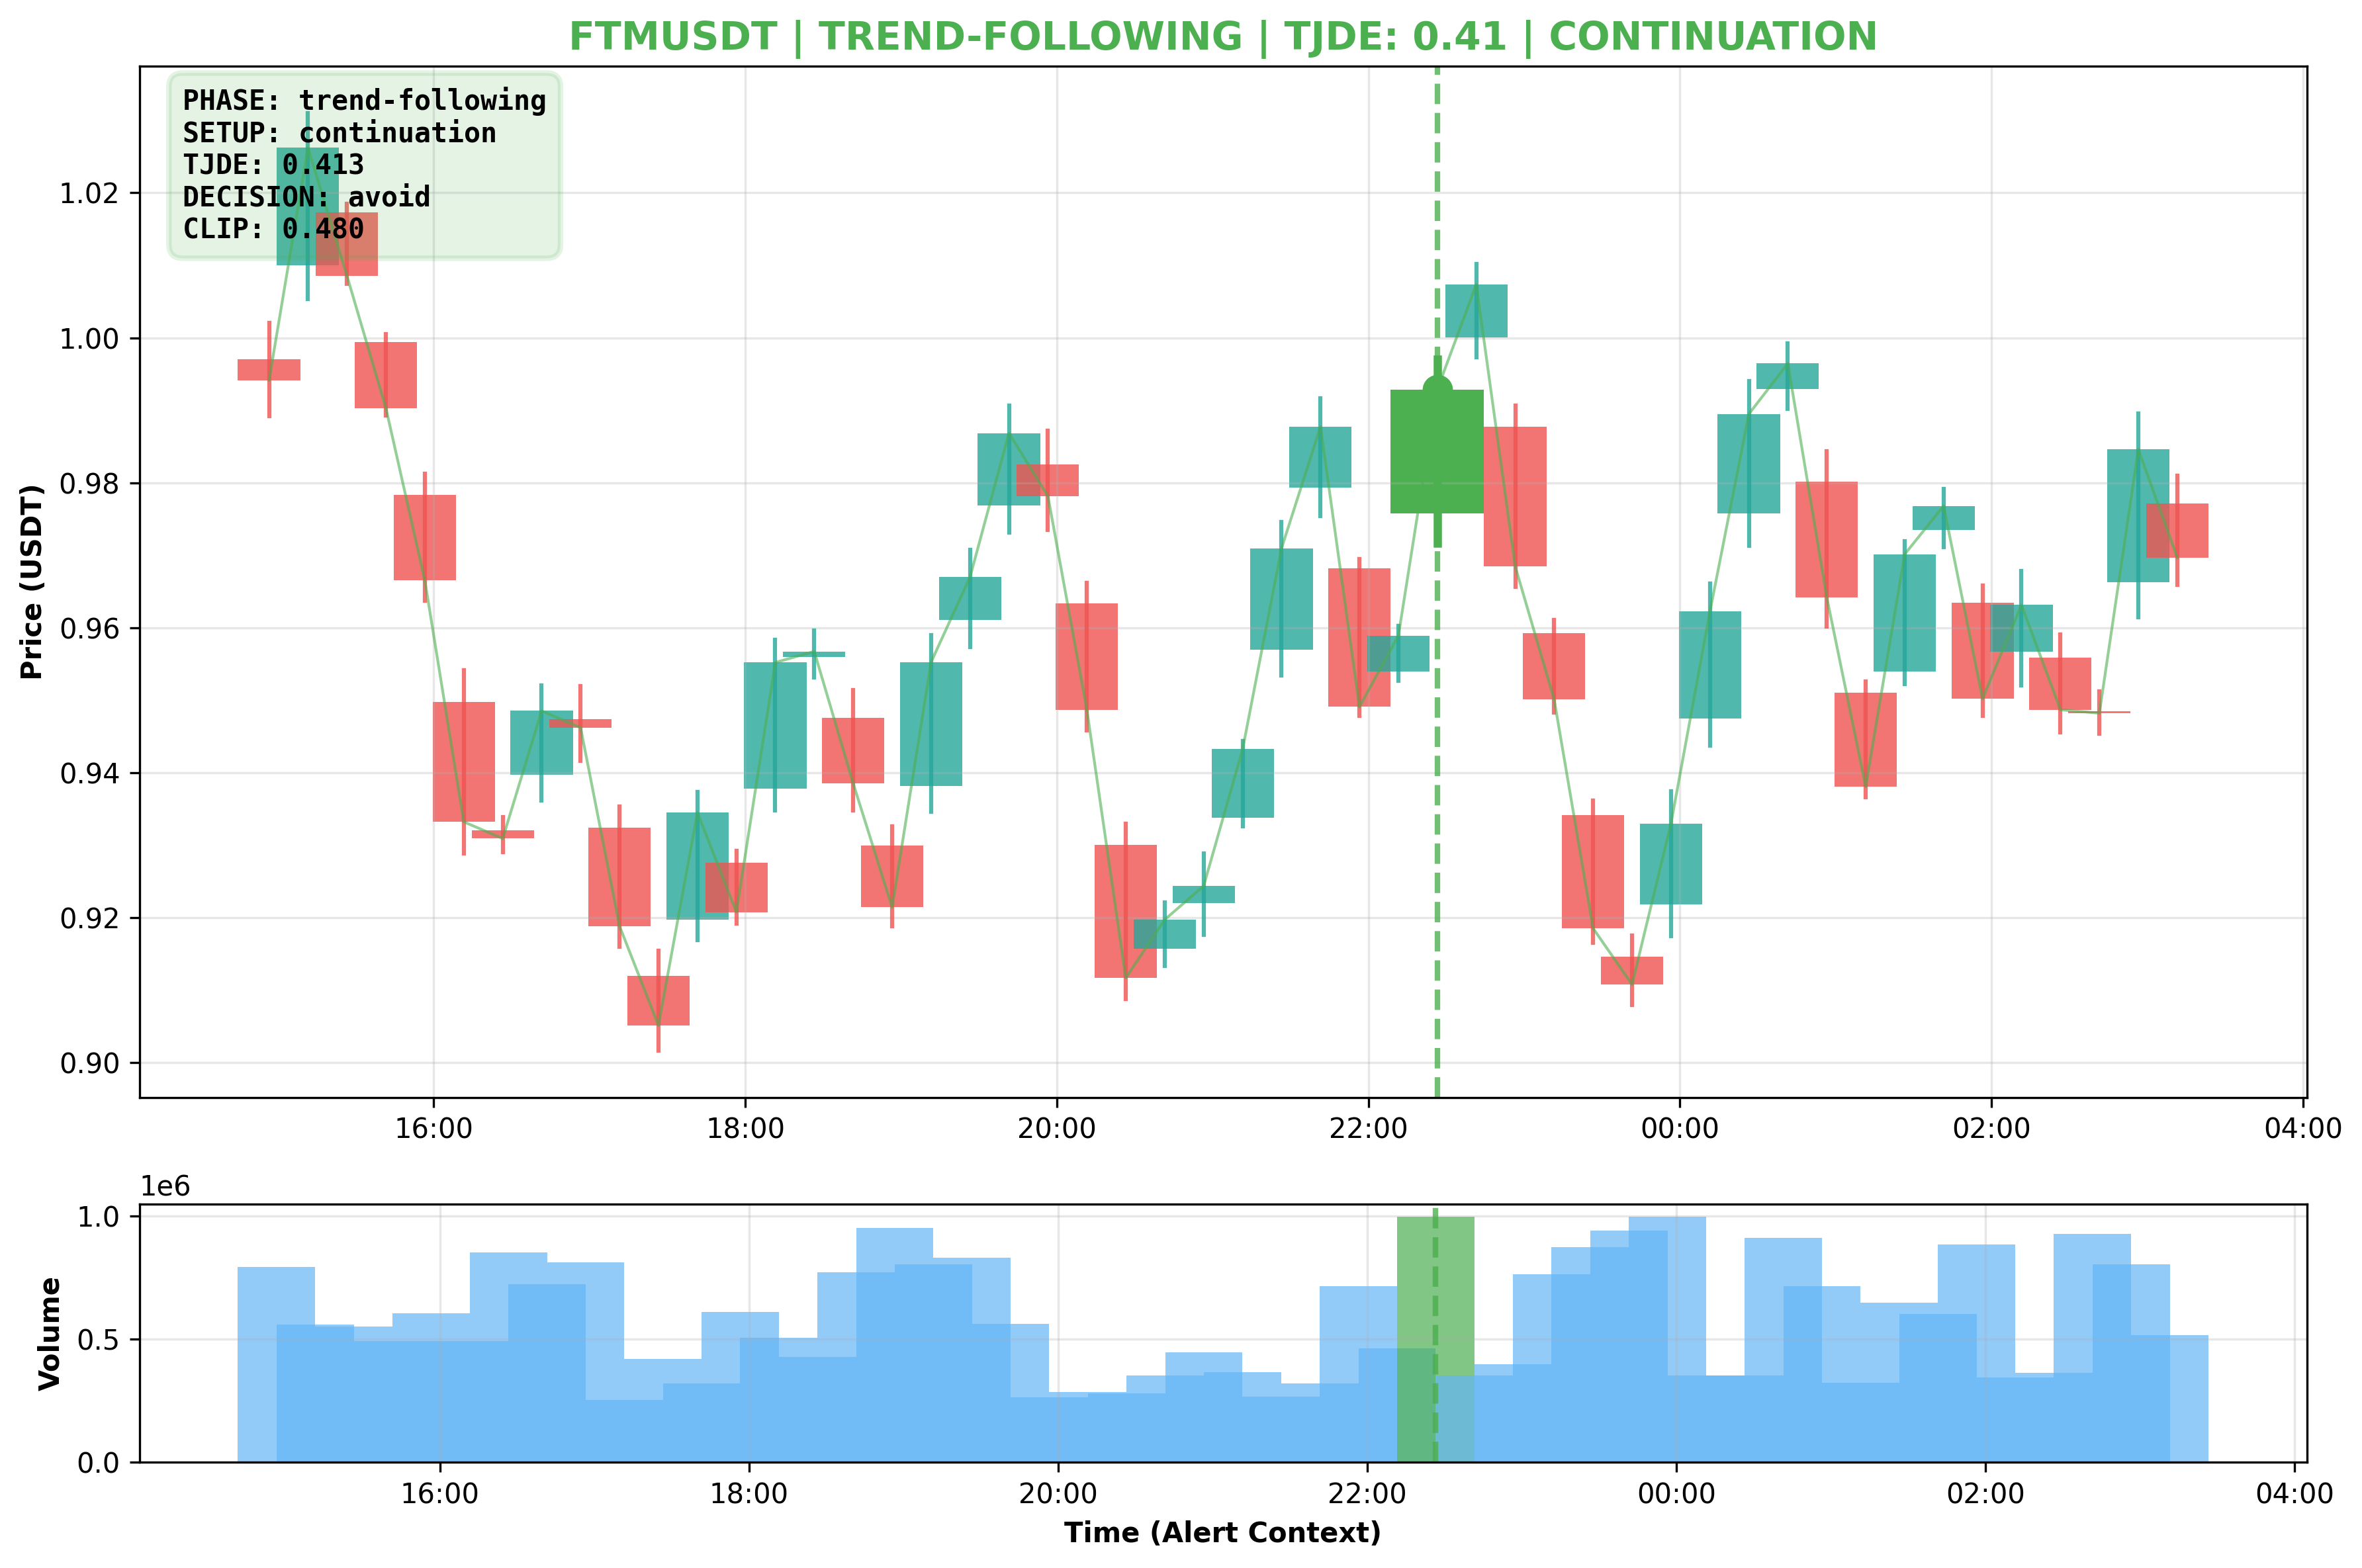 FTMUSDT | TREND-FOLLOWING | TJDE: 0.41 | CONTINUATION
PHASE: trend-following
SETUP: continuation
TJDE: 0.413
DECISION: avoid
CLIP: 0.480
Price (USDT)
1.02
1.00
0.98
0.96
0.94
0.92
0.90
16:00 18:00 20:00 22:00 00:00 02:00 04:00
1e6
Volume
1.0
0.5
0.0
16:00 18:00 20:00 22:00 00:00 02:00 04:00
Time (Alert Context)